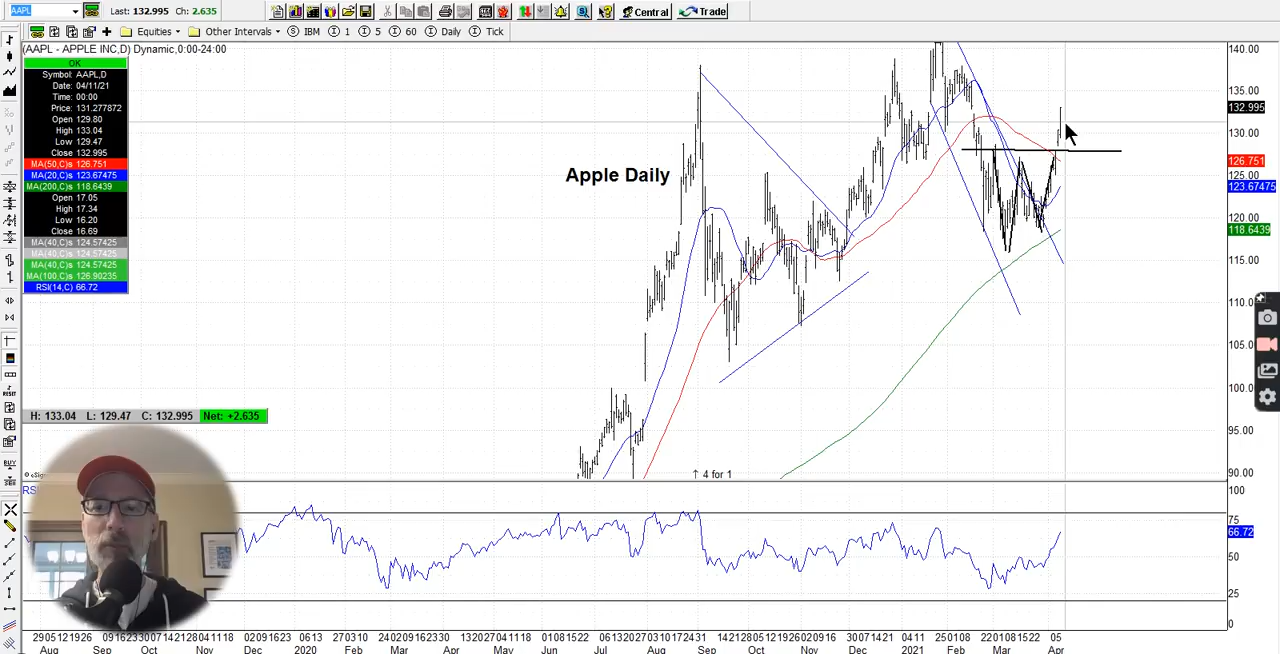 AAPL Last: 132.995 Ch: 2.635 Central Trade
Equities Other Intervals IBM 1 5 60 Daily Tick
(AAPL - APPLE INC,D) Dynamic,0:00-24:00
OK
Symbol: AAPL,D
Date: 04/11/21
Time: 00:00
Price: 131.277872
Open 129.80
High 133.04
Low 129.47
Close 132.995
MA(50,C)s 126.751
MA(20,C)s 123.67475
MA(200,C)s 118.6439
Open 17.05
High 17.34
Low 16.20
Close 16.69
MA(40,C)s 124.57425
MA(40,C)s 124.57425
MA(40,C)s 124.57425
MA(100,C)s 126.90235
RSI(14,C) 66.72
Apple Daily
140.00
135.00
132.995
130.00
126.751
125.00
123.67475
120.00
118.6439
115.00
110.00
105.00
100.00
95.00
90.00
H: 133.04 L: 129.47 C: 132.995 Net: +2.635
↑ 4 for 1
RS
100
75
66.72
50
25
0
RESET
BUY
Aug Sep Oct Nov Dec 2020 Feb Mar Apr May Jun Jul Aug Sep Oct Nov Dec 2021 Feb Mar Apr